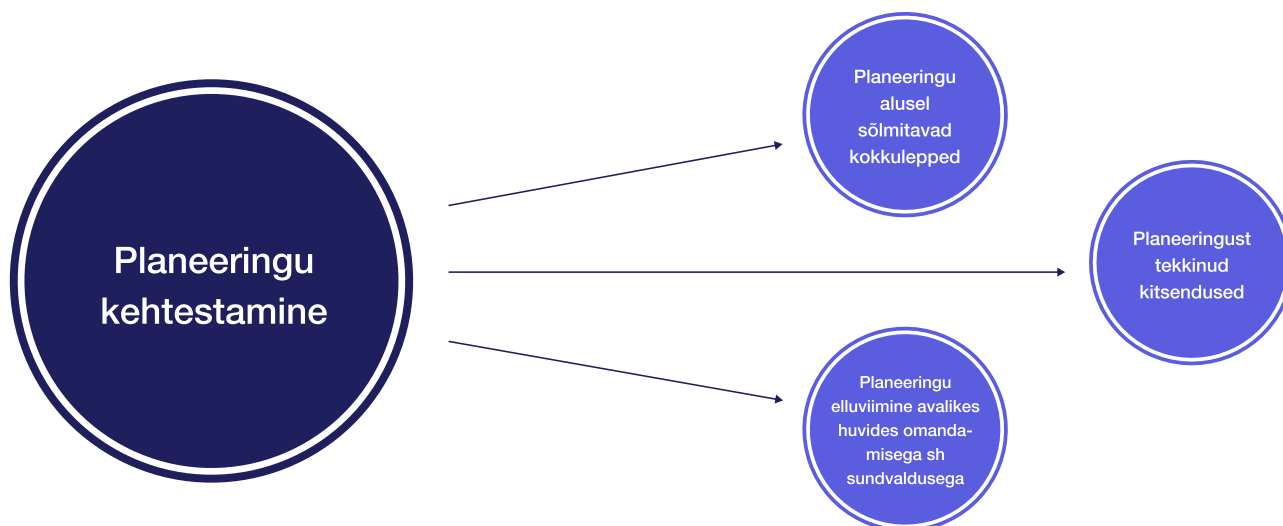 Planeeringu
kehtestamine
Planeeringu
alusel
sõlmitavad
kokkulepped
Planeeringust
tekkinud
kitsendused
Planeeringu
elluviimine avalikes
huvides omanda-
misega sh
sundvaldusega